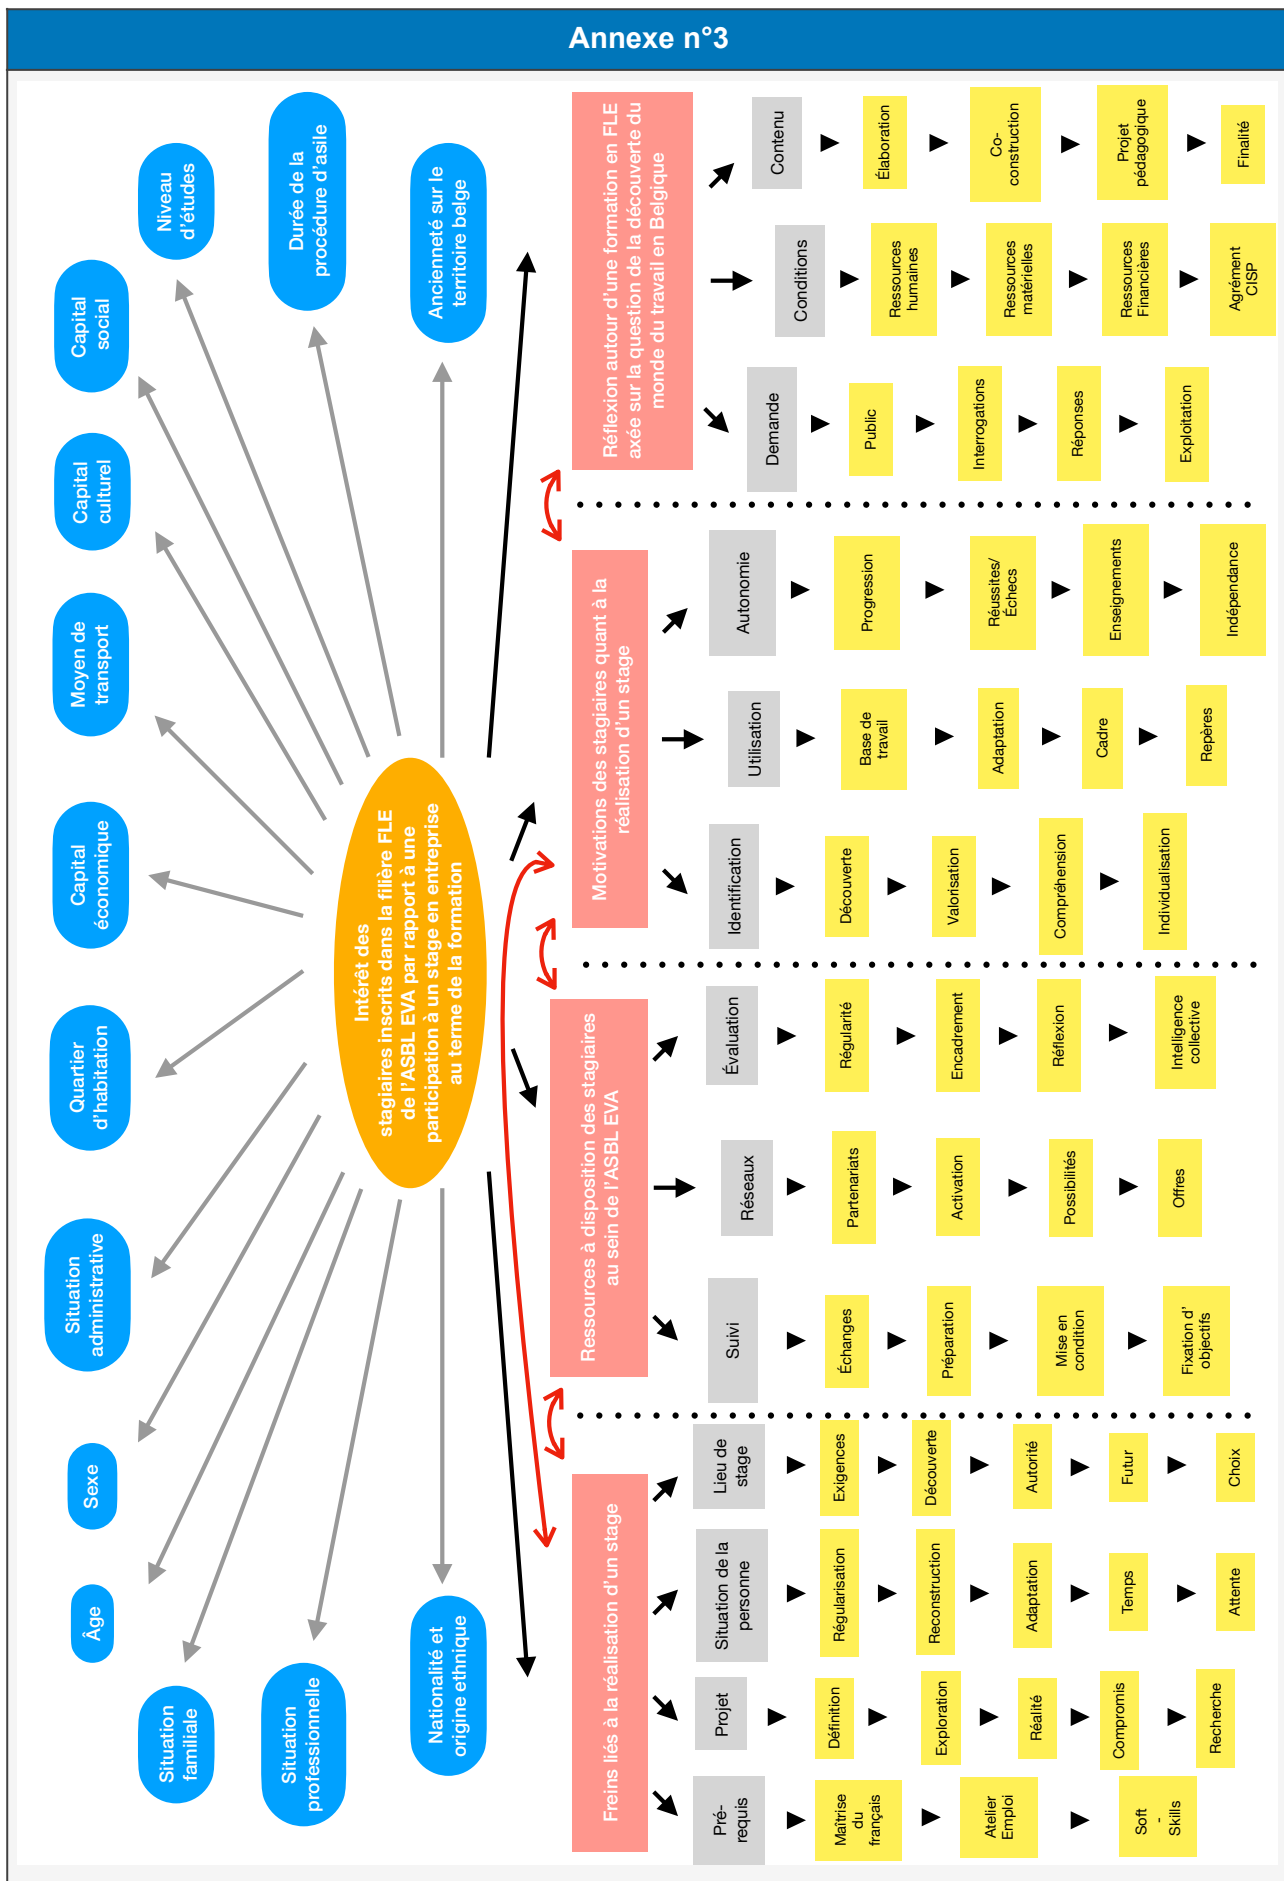 Annexe n°3
Nationalité et
origine ethnique
Situation
professionnelle
Situation
familiale
Âge
Sexe
Situation
administrative
Quartier
d'habitation
Capital
économique
Moyen de
transport
Capital
culturel
Capital
social
Niveau
d'études
Durée de la
procédure d'asile
Ancienneté sur le
territoire belge
Intérêt des
stagiaires inscrits dans la filière FLE
de l'ASBL EVA par rapport à une
participation à un stage en entreprise
au terme de la formation
Freins liés à la réalisation d'un stage
Pré-
requis
Maîtrise
du
français
Atelier
Emploi
Soft
-
Skills
Projet
Définition
Exploration
Réalité
Compromis
Recherche
Situation de la
personne
Régularisation
Reconstruction
Adaptation
Temps
Attente
Lieu de
stage
Exigences
Découverte
Autorité
Futur
Choix
Ressources à disposition des stagiaires
au sein de l'ASBL EVA
Suivi
Échanges
Préparation
Mise en
condition
Fixation d'
objectifs
Réseaux
Partenariats
Activation
Possibilités
Offres
Évaluation
Régularité
Encadrement
Réflexion
Intelligence
collective
Motivations des stagiaires quant à la
réalisation d'un stage
Identification
Découverte
Valorisation
Compréhension
Individualisation
Utilisation
Base de
travail
Adaptation
Cadre
Repères
Autonomie
Progression
Réussites/
Échecs
Enseignements
Indépendance
Réflexion autour d'une formation en FLE
axée sur la question de la découverte du
monde du travail en Belgique
Demande
Public
Interrogations
Réponses
Exploitation
Conditions
Ressources
humaines
Ressources
matérielles
Ressources
Financières
Agrément
CISP
Contenu
Élaboration
Co-
construction
Projet
pédagogique
Finalité